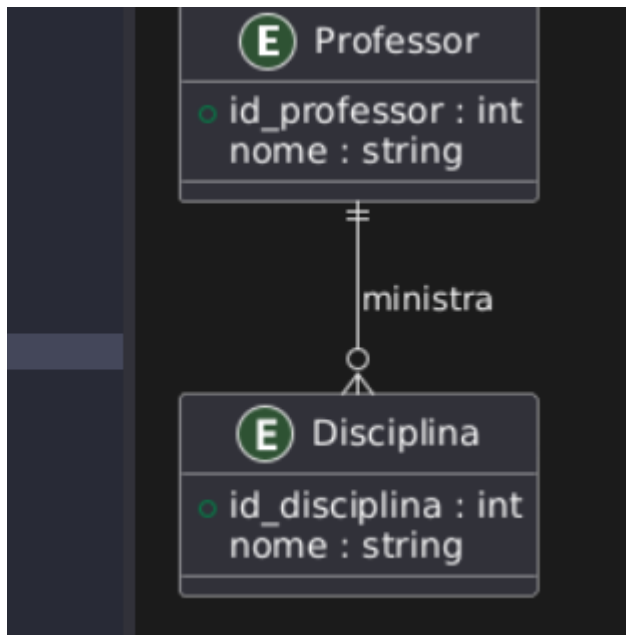 E Professor
id_professor : int
nome : string
ministra
E Disciplina
id_disciplina : int
nome : string